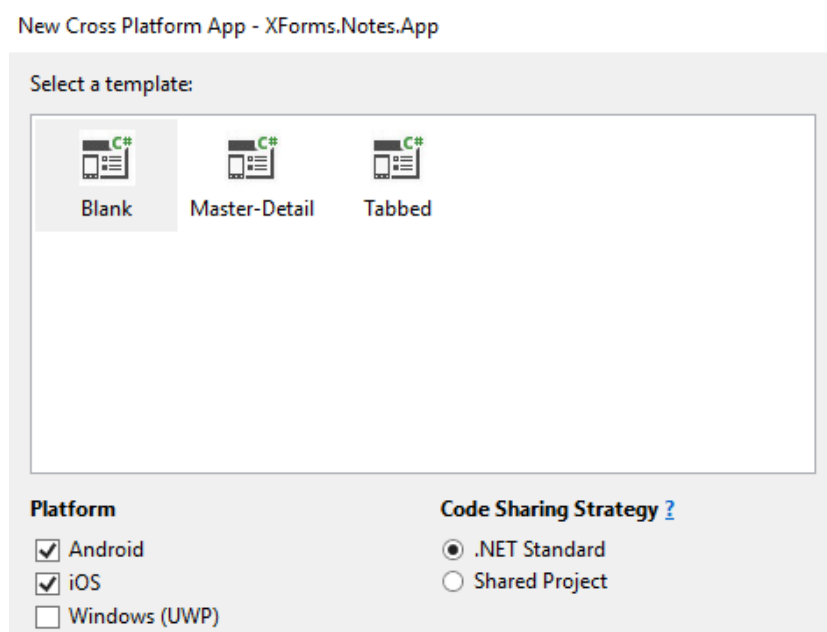 New Cross Platform App - XForms.Notes.App
Select a template:
C# C# C#
Blank Master-Detail Tabbed
Platform Code Sharing Strategy ?
Android .NET Standard
iOS Shared Project
Windows (UWP)